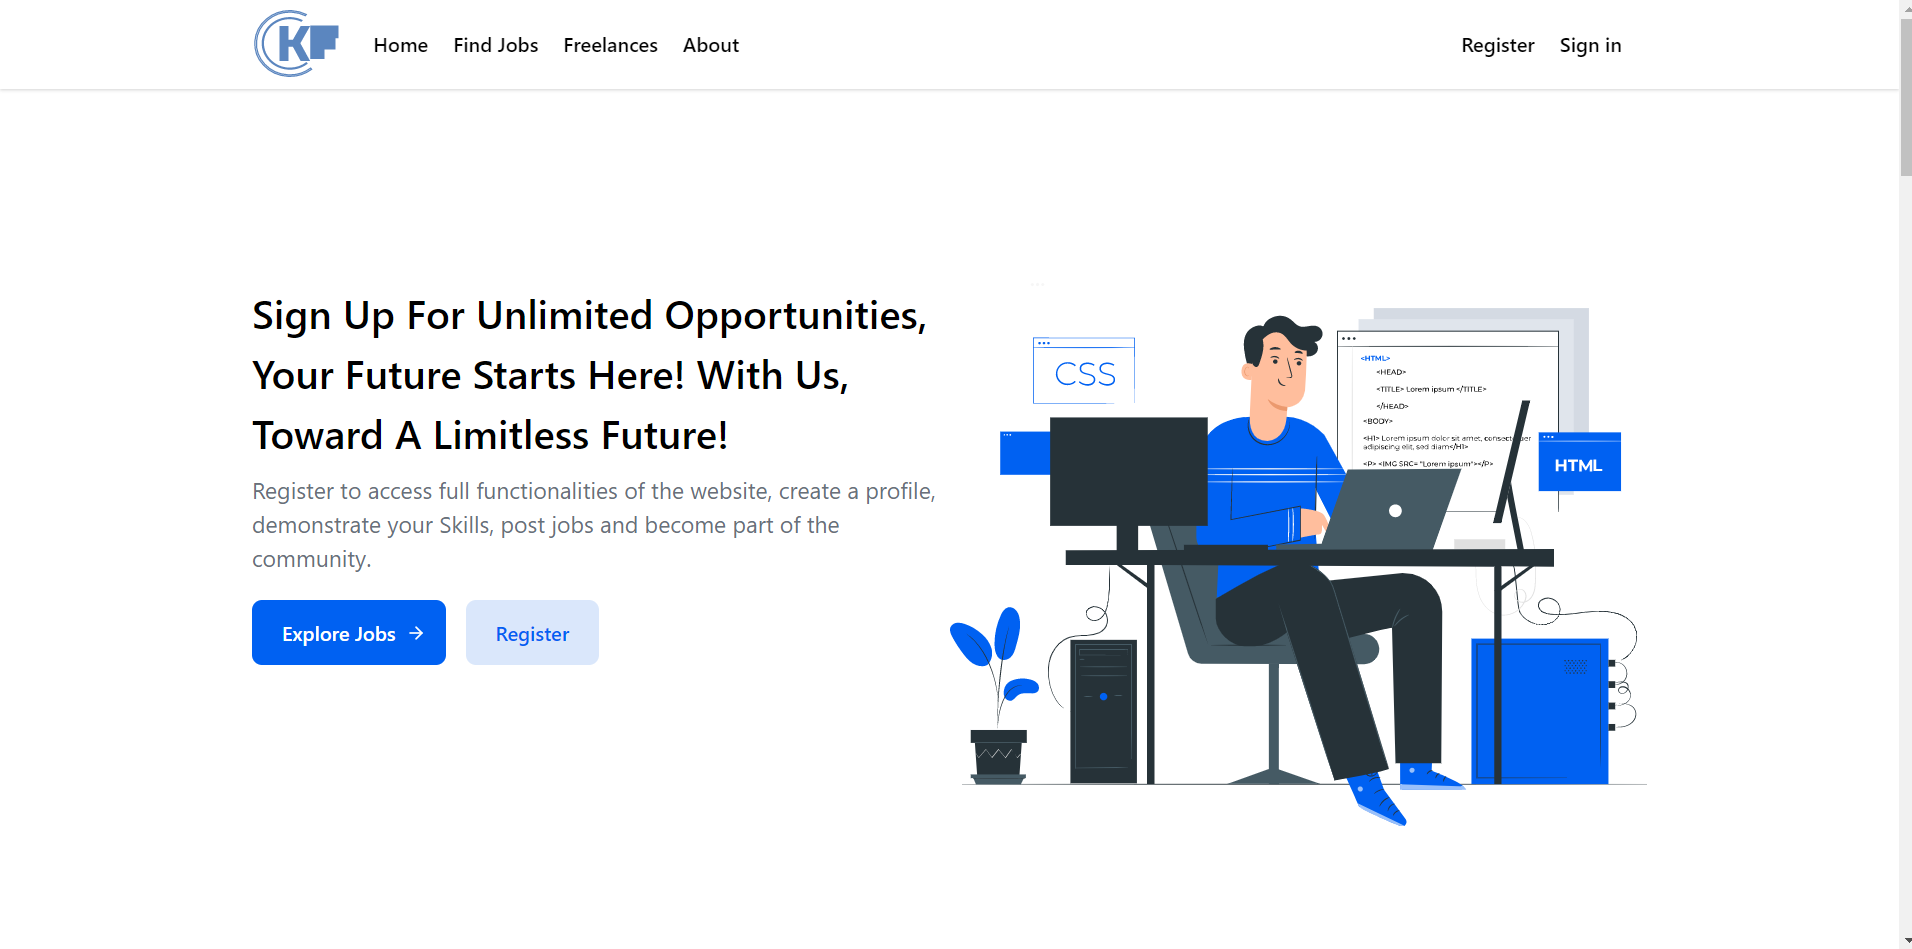 KF
Home
Find Jobs
Freelances
About
Register
Sign in
Sign Up For Unlimited Opportunities,
Your Future Starts Here! With Us,
Toward A Limitless Future!
Register to access full functionalities of the website, create a profile,
demonstrate your Skills, post jobs and become part of the
community.
Explore Jobs →
Register
CSS
<HTML>
<HEAD>
<TITLE> Lorem ipsum </TITLE>
</HEAD>
<BODY>
<H1> Lorem ipsum dolor sit amet,
adipiscing elit, sed diam</H1>
<P> <IMG SRC= "Lorem ipsum"></P>
HTML